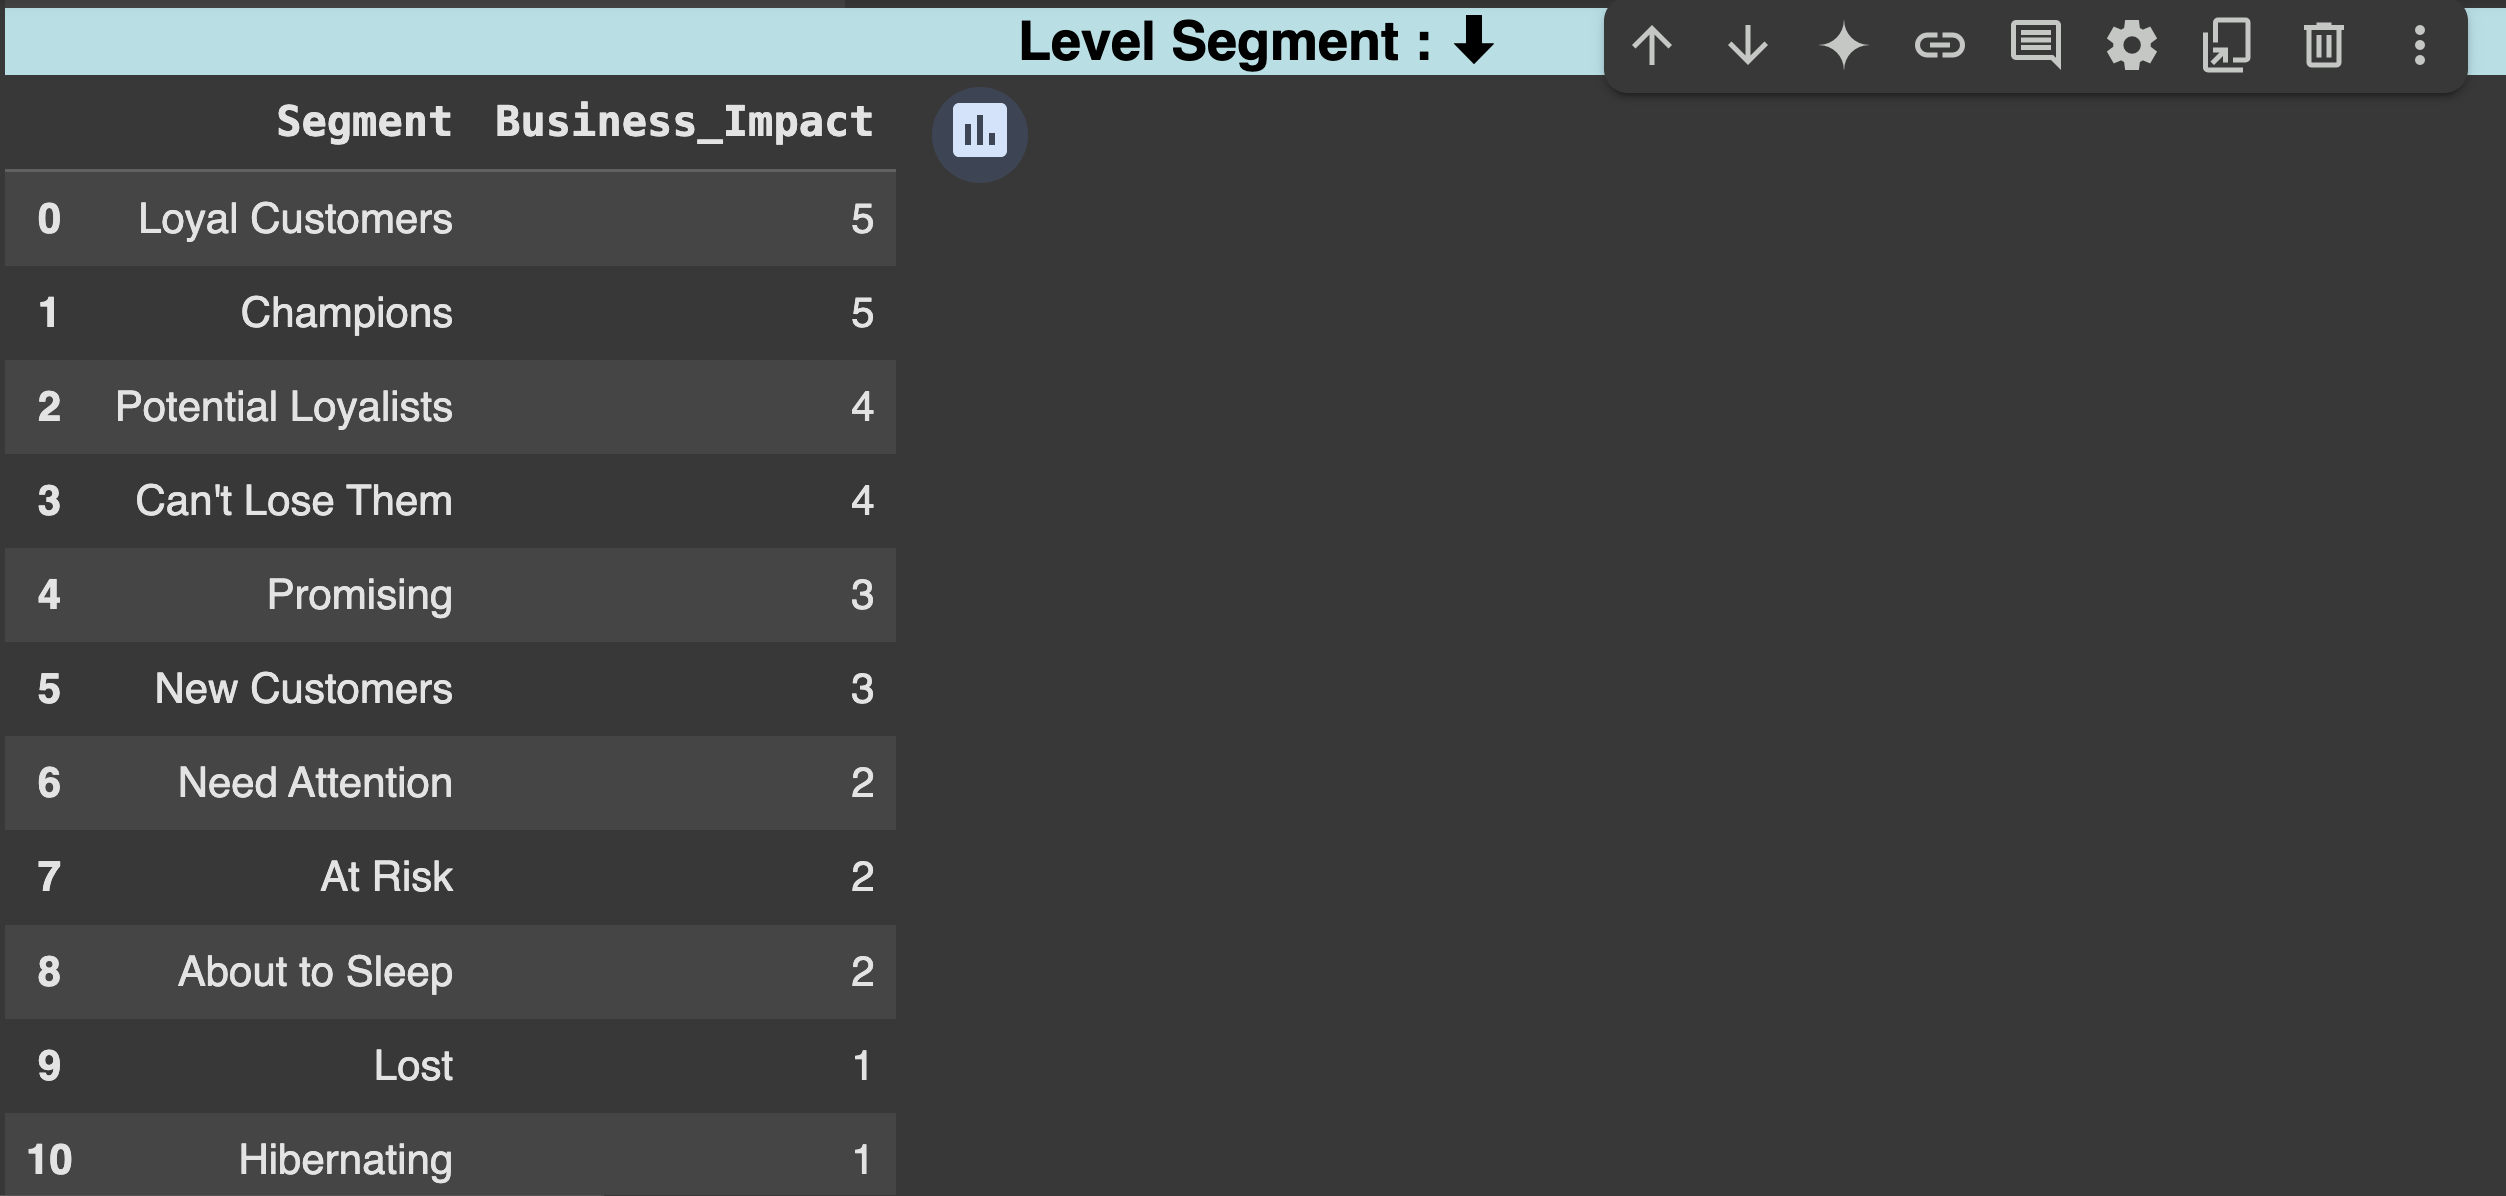 Level Segment : ⬇
Segment Business_Impact
0 Loyal Customers 5
1 Champions 5
2 Potential Loyalists 4
3 Can't Lose Them 4
4 Promising 3
5 New Customers 3
6 Need Attention 2
7 At Risk 2
8 About to Sleep 2
9 Lost 1
10 Hibernating 1